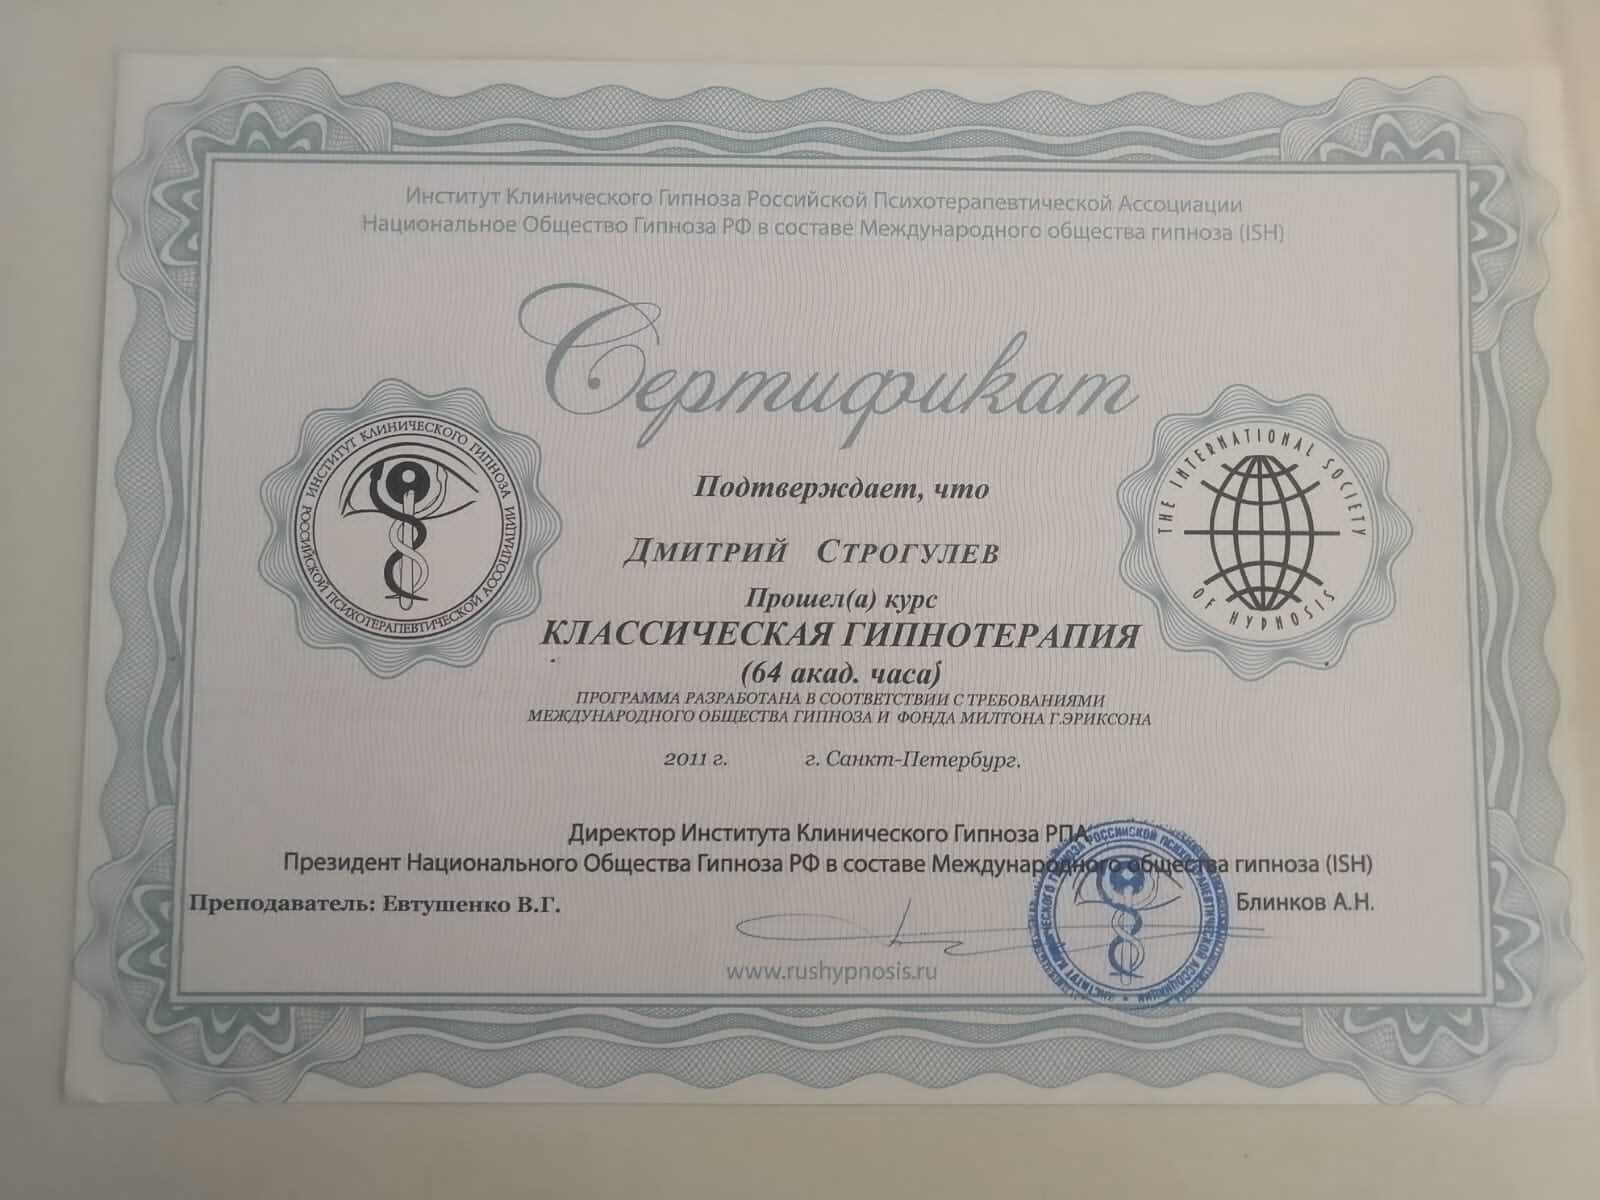 Институт Клинического Гипноза Российской Психотерапевтической Ассоциации
Национальное Общество Гипноза РФ в составе Международного общества гипноза (ISH)
Сертификат
ИНСТИТУТ КЛИНИЧЕСКОГО ГИПНОЗА РОССИЙСКОЙ ПСИХОТЕРАПЕВТИЧЕСКОЙ АССОЦИАЦИИ
THE INTERNATIONAL SOCIETY OF HYPNOSIS
Подтверждает, что
Дмитрий Строгулев
Прошел(а) курс
КЛАССИЧЕСКАЯ ГИПНОТЕРАПИЯ
(64 акад. часа)
ПРОГРАММА РАЗРАБОТАНА В СООТВЕТСТВИИ С ТРЕБОВАНИЯМИ
МЕЖДУНАРОДНОГО ОБЩЕСТВА ГИПНОЗА И ФОНДА МИЛТОНА Г.ЭРИКСОНА
2011 г. г. Санкт-Петербург.
Директор Института Клинического Гипноза РПА
Президент Национального Общества Гипноза РФ в составе Международного общества гипноза (ISH)
Преподаватель: Евтушенко В.Г. Блинков А.Н.
www.rushypnosis.ru